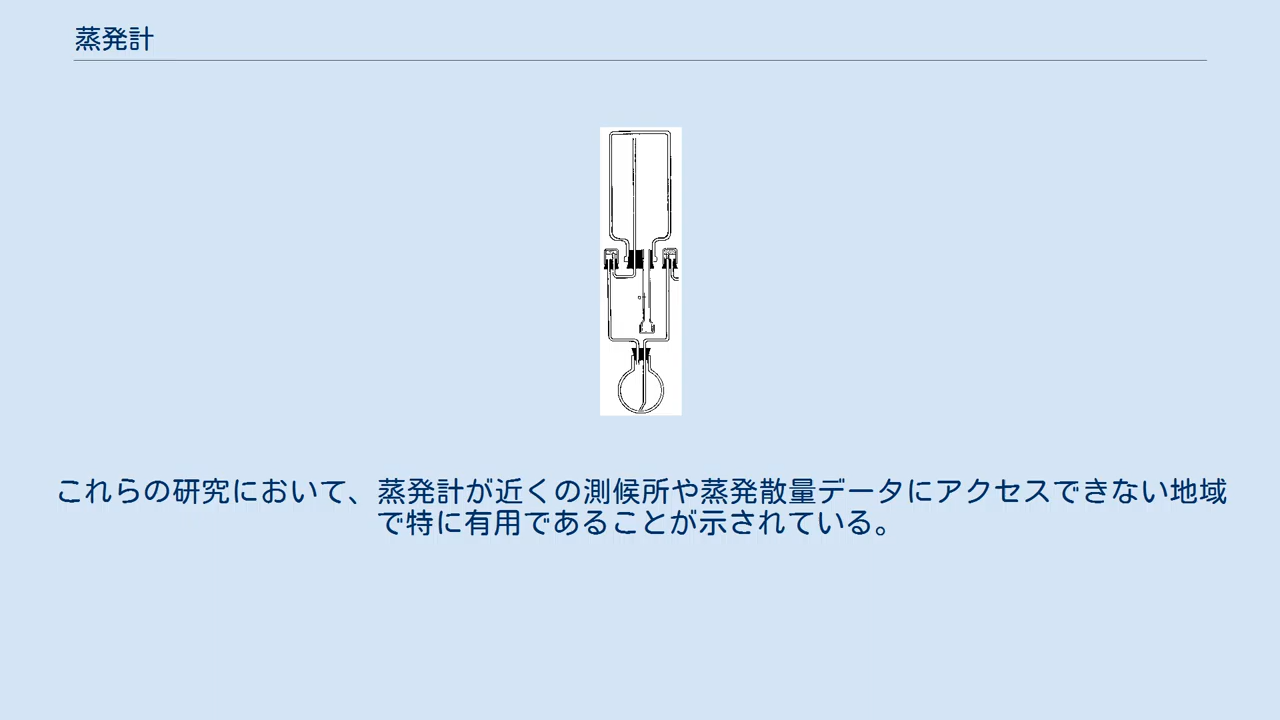 蒸発計
これらの研究において、蒸発計が近くの測候所や蒸発散量データにアクセスできない地域
で特に有用であることが示されている。